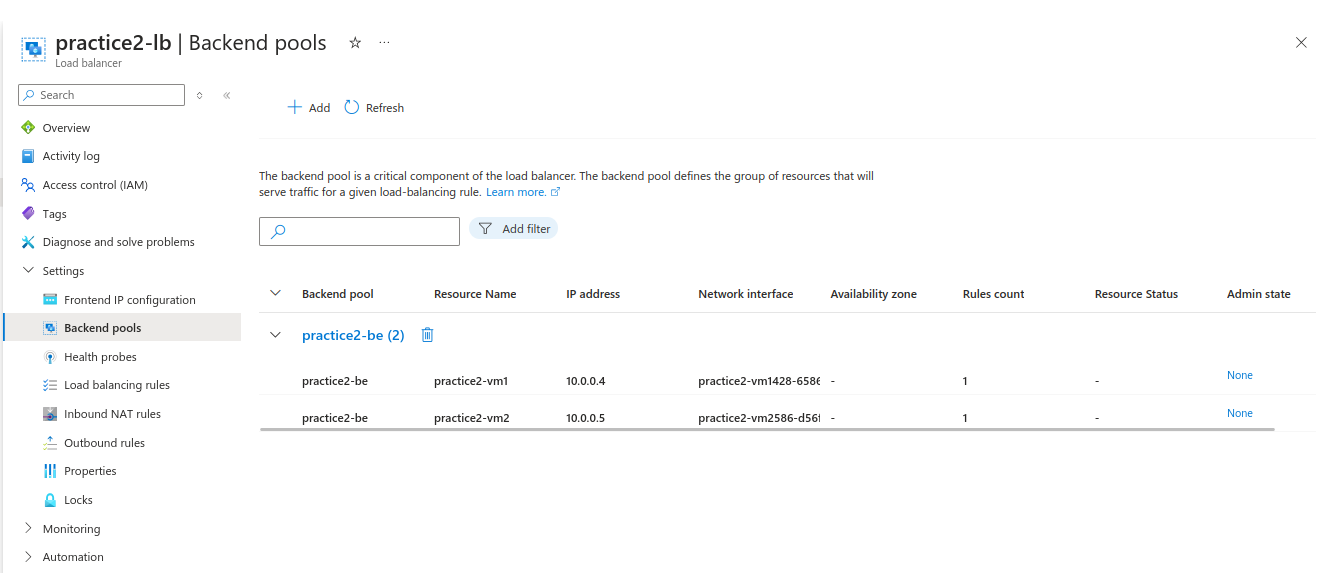 practice2-lb | Backend pools
Load balancer
Search
Overview
Activity log
Access control (IAM)
Tags
Diagnose and solve problems
Settings
Frontend IP configuration
Backend pools
Health probes
Load balancing rules
Inbound NAT rules
Outbound rules
Properties
Locks
Monitoring
Automation
Add Refresh
The backend pool is a critical component of the load balancer. The backend pool defines the group of resources that will
serve traffic for a given load-balancing rule. Learn more.
Add filter
Backend pool Resource Name IP address Network interface Availability zone Rules count Resource Status Admin state
practice2-be (2)
practice2-be practice2-vm1 10.0.0.4 practice2-vm1428-6586 - 1 - None
practice2-be practice2-vm2 10.0.0.5 practice2-vm2586-d56f - 1 - None